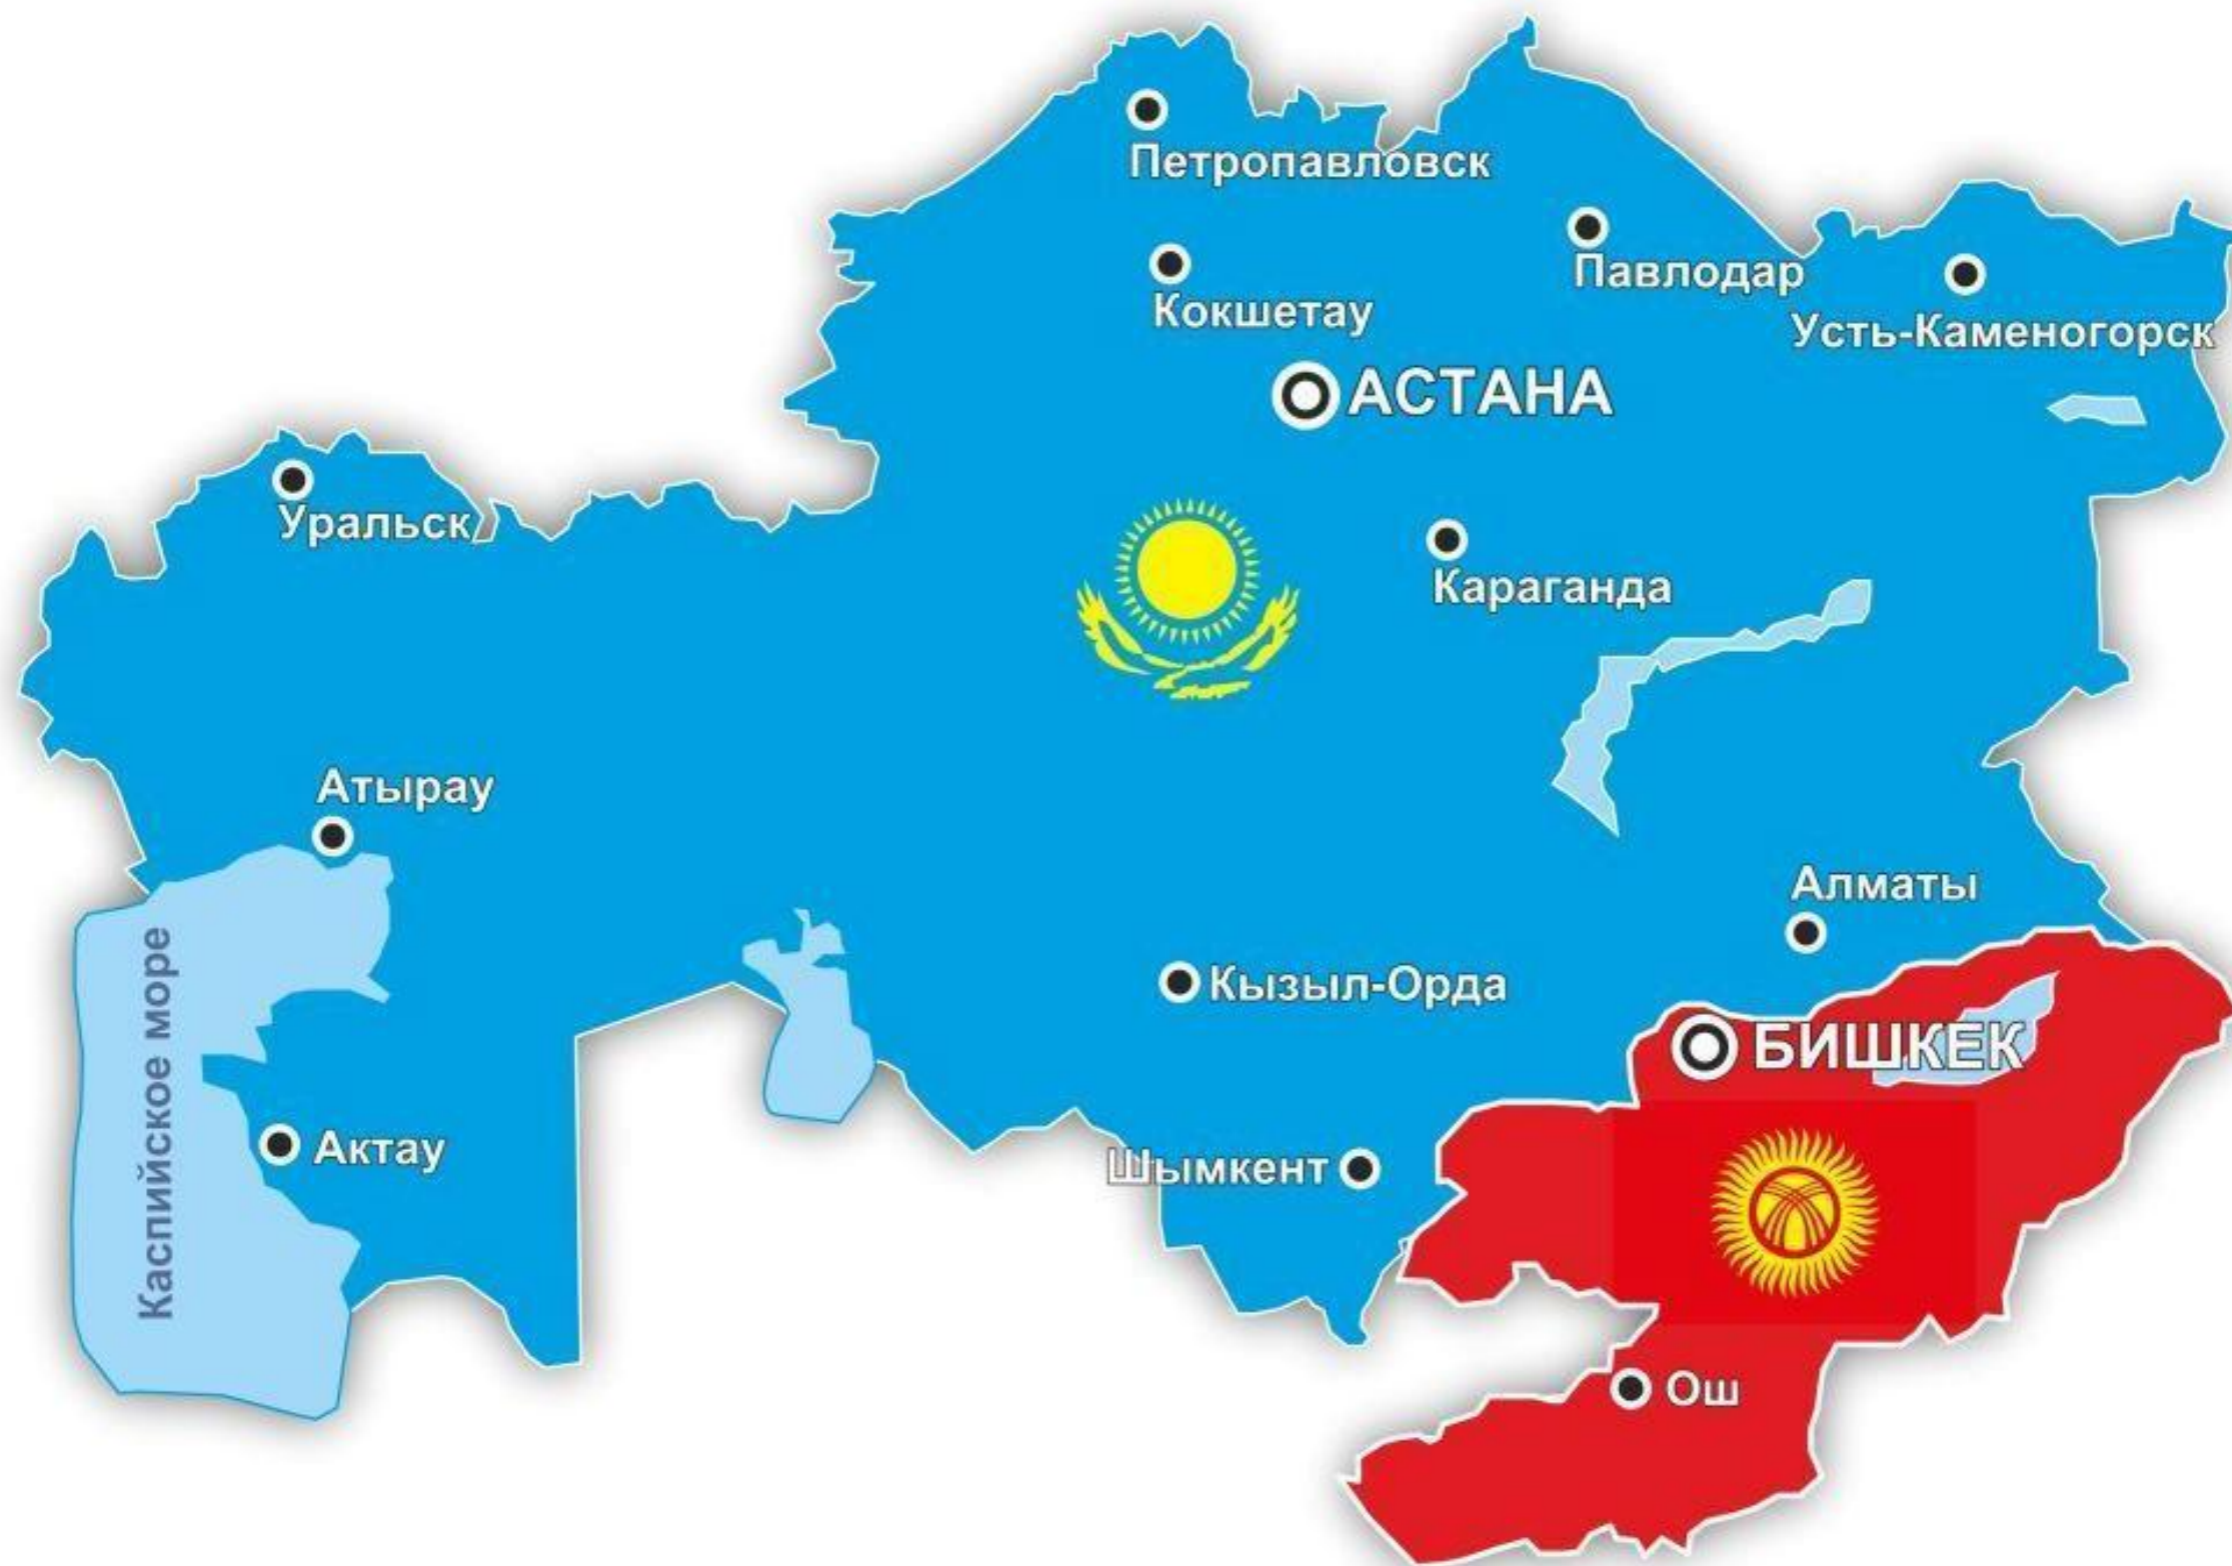 Петропавловск
Павлодар
Кокшетау
Усть-Каменогорск
АСТАНА
Уральск
Караганда
Атырау
Алматы
Каспийское море
Кызыл-Орда
БИШКЕК
Актау
Шымкент
Ош